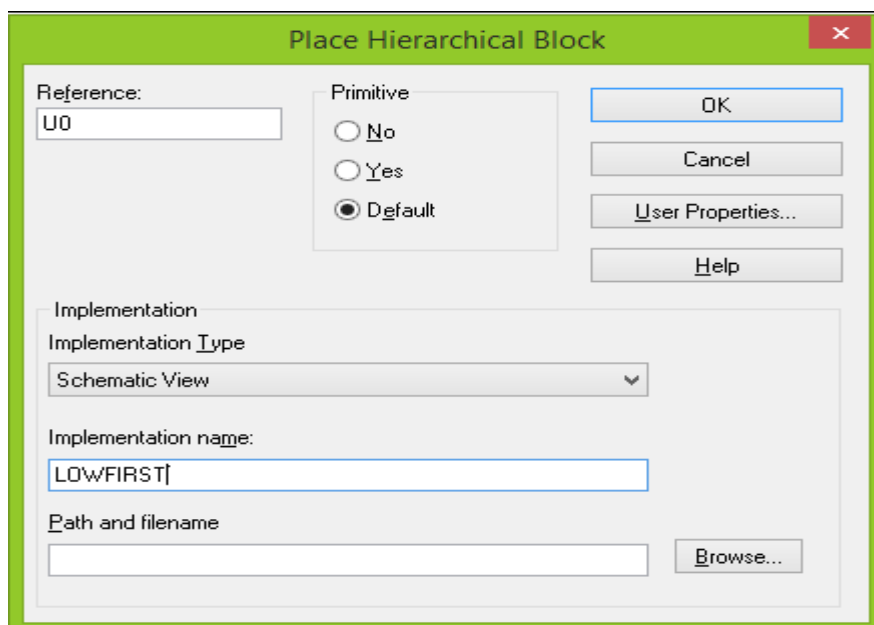 Place Hierarchical Block
×
Reference:
U0
Primitive
No
Yes
Default
OK
Cancel
User Properties...
Help
Implementation
Implementation Type
Schematic View
Implementation name:
LOWFIRST
Path and filename
Browse...